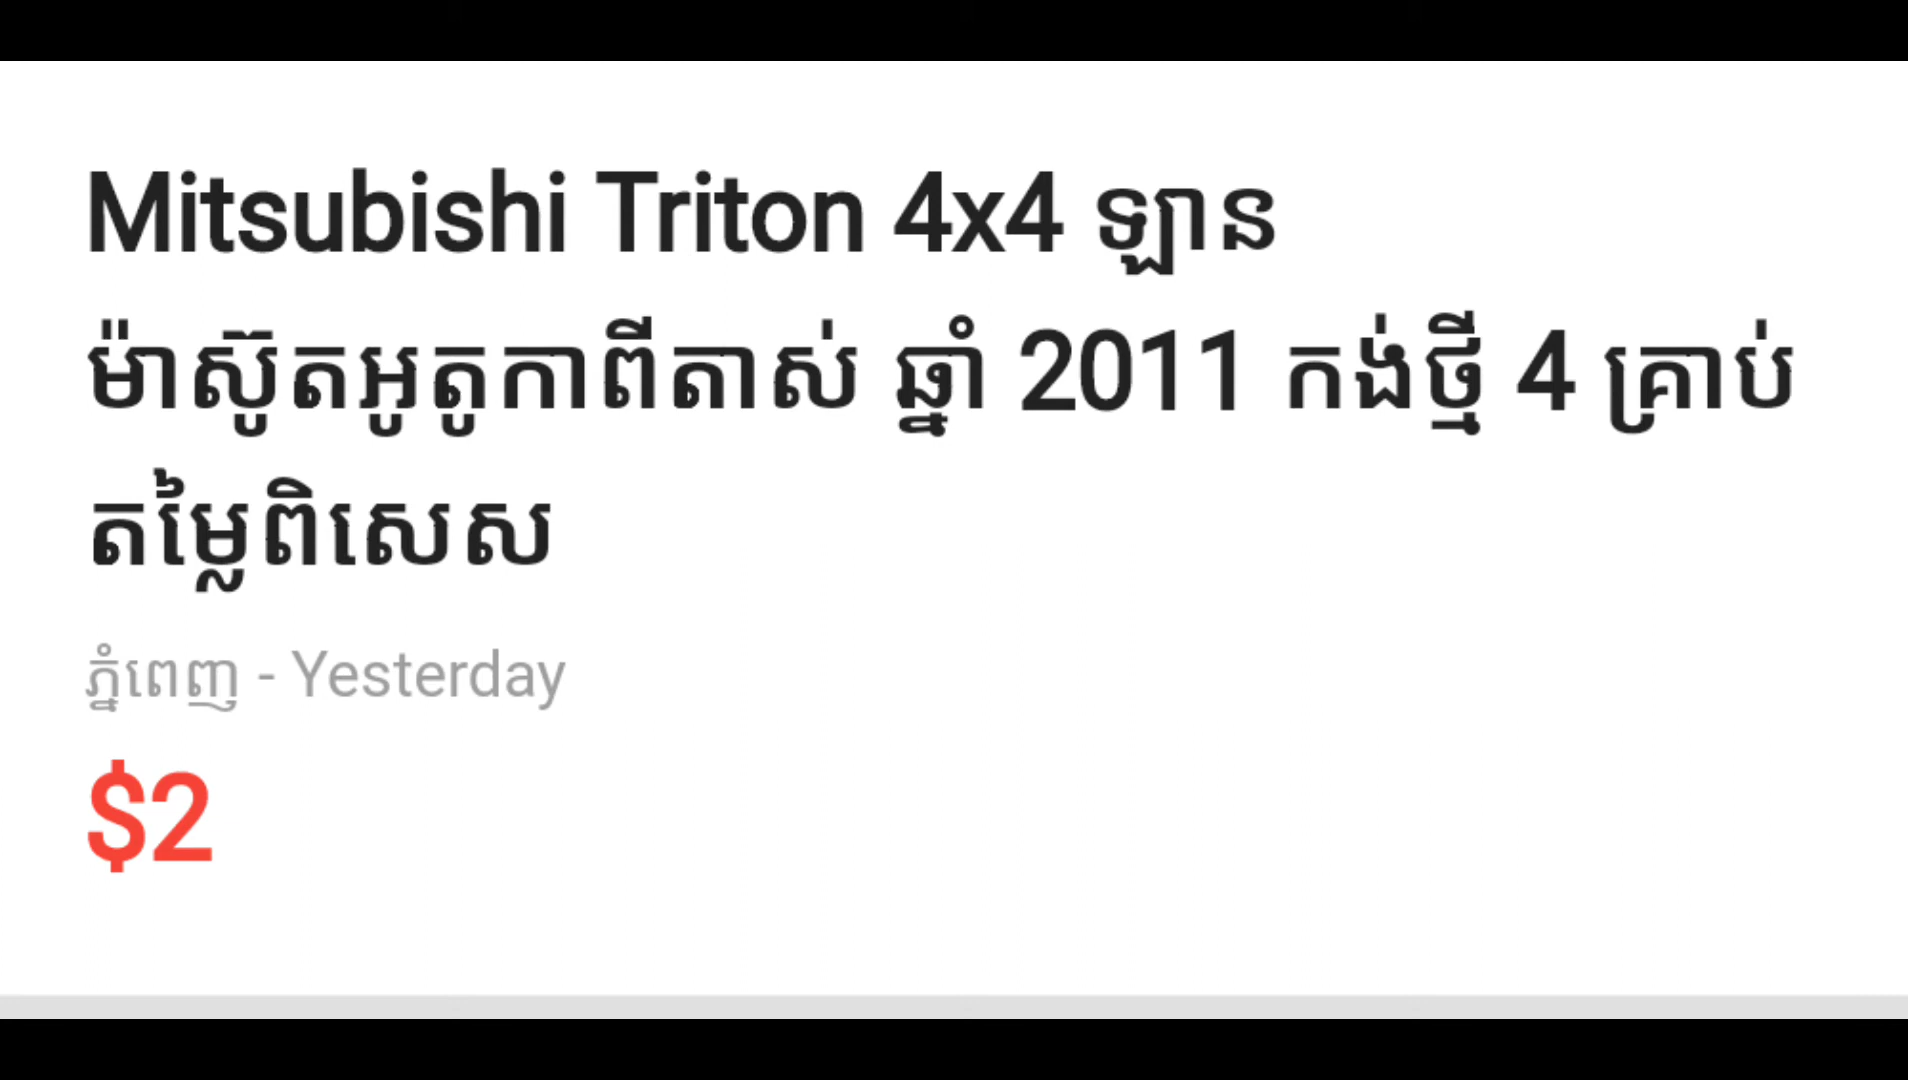 Mitsubishi Triton 4x4 ឡាន
ម៉ាស៊ូតអូតូកាពីតាស់ ឆ្នាំ 2011 កង់ថ្មី 4 គ្រាប់
តម្លៃពិសេស
ភ្នំពេញ - Yesterday
$2